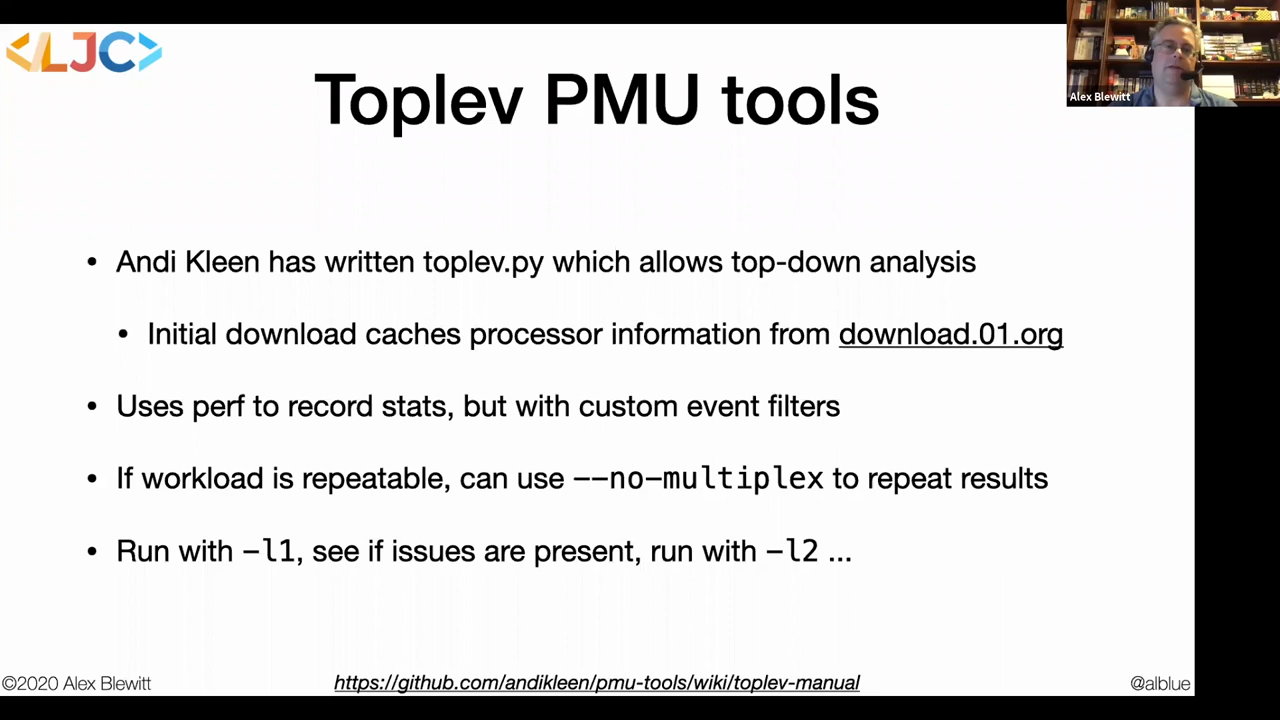 <LJC>
Alex Blewitt
Toplev PMU tools
• Andi Kleen has written toplev.py which allows top-down analysis
• Initial download caches processor information from download.01.org
• Uses perf to record stats, but with custom event filters
• If workload is repeatable, can use --no-multiplex to repeat results
• Run with -l1, see if issues are present, run with -l2 ...
©2020 Alex Blewitt
https://github.com/andikleen/pmu-tools/wiki/toplev-manual
@alblue